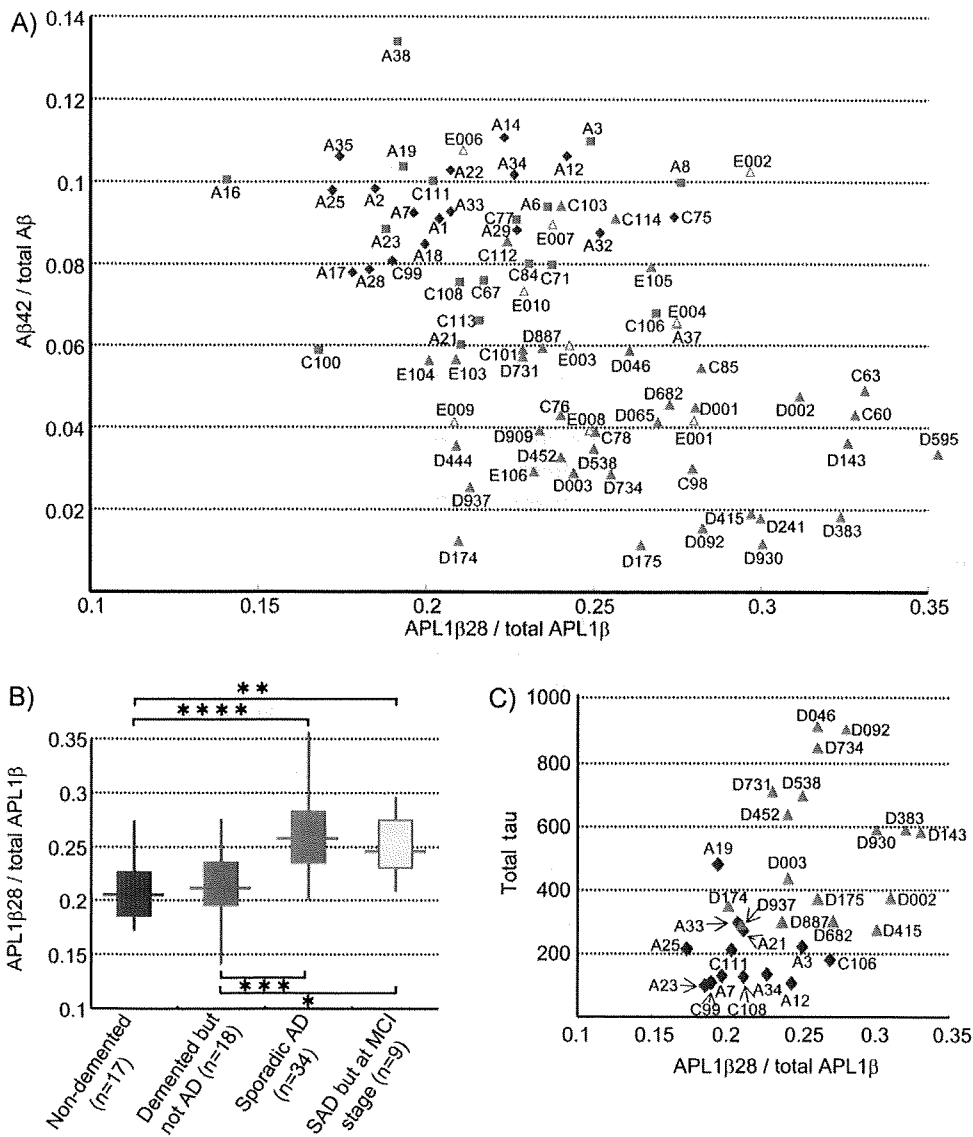 A)
Aβ42 / total Aβ
0.14
0.12
0.1
0.08
0.06
0.04
0.02
A38
A14
A3
A35
E006
A19
A22
A34
A12
A8
E002
A16
C111
A25
A2
A7
A33
A6
C103
C114
C75
A1
C77
A23
A29
E007
A32
A18
C112
A17
A28
C99
C84
C71
E105
C108
C67
E010
C113
C106
E004
A37
A21
D887
C100
C101
E003
D046
E104
E103
D731
C85
C63
D682
E009
C76
E008
D065
D001
D002
C60
D909
C78
E001
D595
D444
D452
D538
D143
E106
D003
D734
C98
D937
D415
D241
D383
D174
D175
D092
D930
0.1
0.15
0.2
0.25
0.3
0.35
APL1β28 / total APL1β
B)
APL1β28 / total APL1β
**
****
0.35
0.3
0.25
0.2
0.15
0.1
***
*
Non-demented
(n=17)
Demented but
not AD (n=18)
Sporadic AD
(n=34)
SAD but at MCI
stage (n=9)
C)
Total tau
1000
800
600
400
200
0
D046
D092
D734
D731
D538
D452
D383
D930
D143
A19
D003
D174
D937
D175
D002
A33
D887
D682
D415
A25
A21
C111
A3
C106
A23
A7
A34
A12
C99
C108
0.1
0.15
0.2
0.25
0.3
0.35
APL1β28 / total APL1β